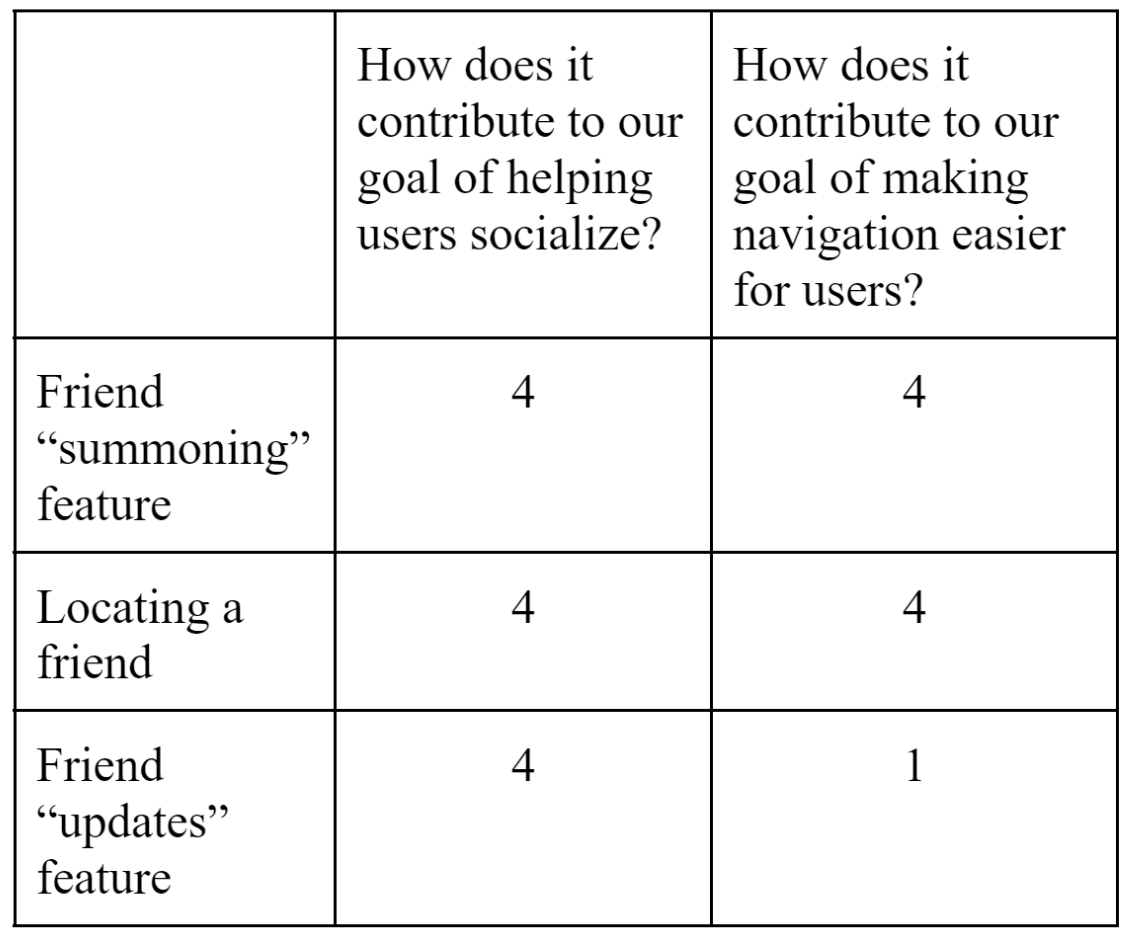 How does it
contribute to our
goal of helping
users socialize?
How does it
contribute to our
goal of making
navigation easier
for users?
Friend
“summoning”
feature
4
4
Locating a
friend
4
4
Friend
“updates”
feature
4
1